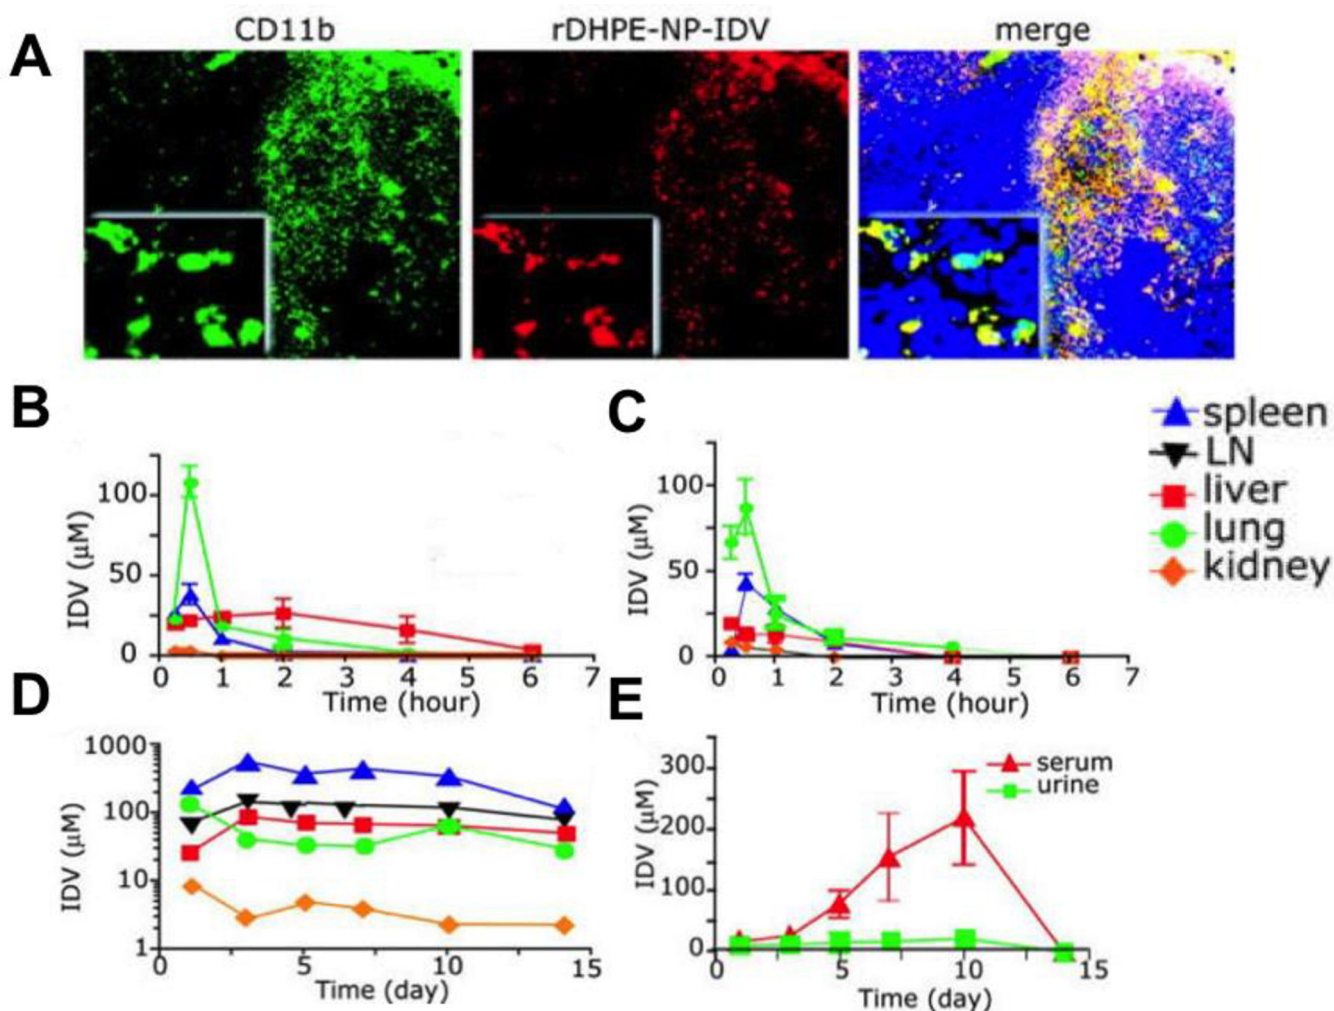 A
CD11b
rDHPE-NP-IDV
merge
B
IDV (μM)
100
50
0
0 1 2 3 4 5 6 7
Time (hour)
C
IDV (μM)
100
50
0
0 1 2 3 4 5 6 7
Time (hour)
spleen
LN
liver
lung
kidney
D
IDV (μM)
1000
100
10
1
0 5 10 15
Time (day)
E
IDV (μM)
300
200
100
0
0 5 10 15
Time (day)
serum
urine